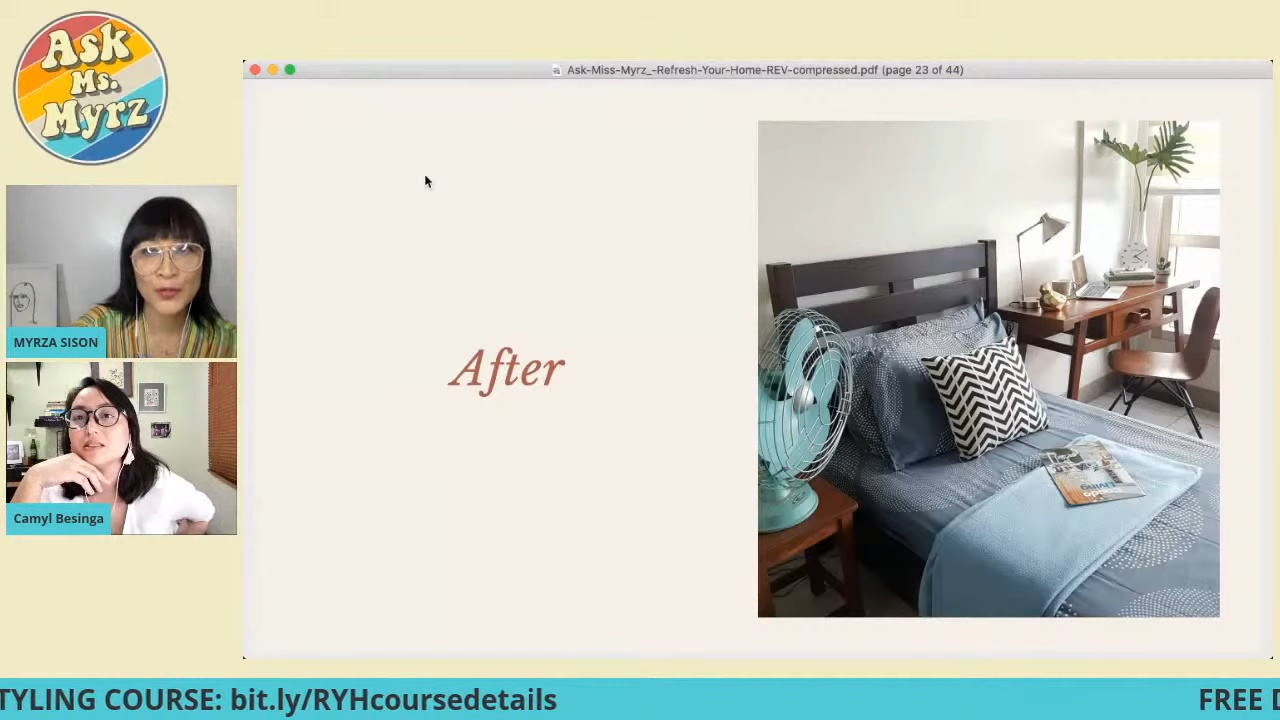 Ask
Ms.
Myrz
Ask-Miss-Myrz_-Refresh-Your-Home-REV-compressed.pdf (page 23 of 44)
MYRZA SISON
Camyl Besinga
After
TYLING COURSE: bit.ly/RYHcoursedetails
FREE D